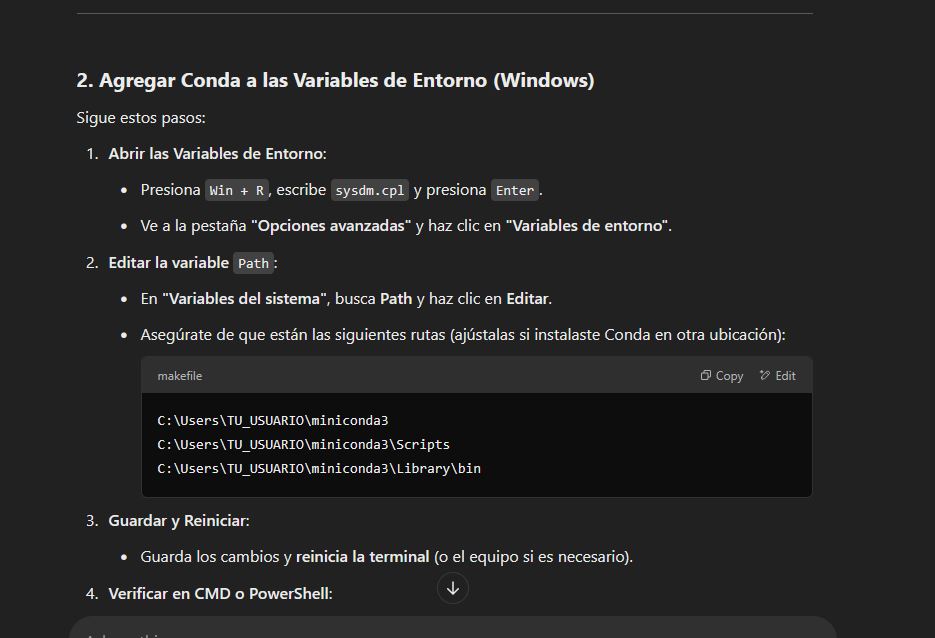 2. Agregar Conda a las Variables de Entorno (Windows)
Sigue estos pasos:
1. Abrir las Variables de Entorno:
• Presiona Win + R, escribe sysdm.cpl y presiona Enter.
• Ve a la pestaña "Opciones avanzadas" y haz clic en "Variables de entorno".
2. Editar la variable Path:
• En "Variables del sistema", busca Path y haz clic en Editar.
• Asegúrate de que están las siguientes rutas (ajústalas si instalaste Conda en otra ubicación):
makefile Copy Edit
C:\Users\TU_USUARIO\miniconda3
C:\Users\TU_USUARIO\miniconda3\Scripts
C:\Users\TU_USUARIO\miniconda3\Library\bin
3. Guardar y Reiniciar:
• Guarda los cambios y reinicia la terminal (o el equipo si es necesario).
4. Verificar en CMD o PowerShell: